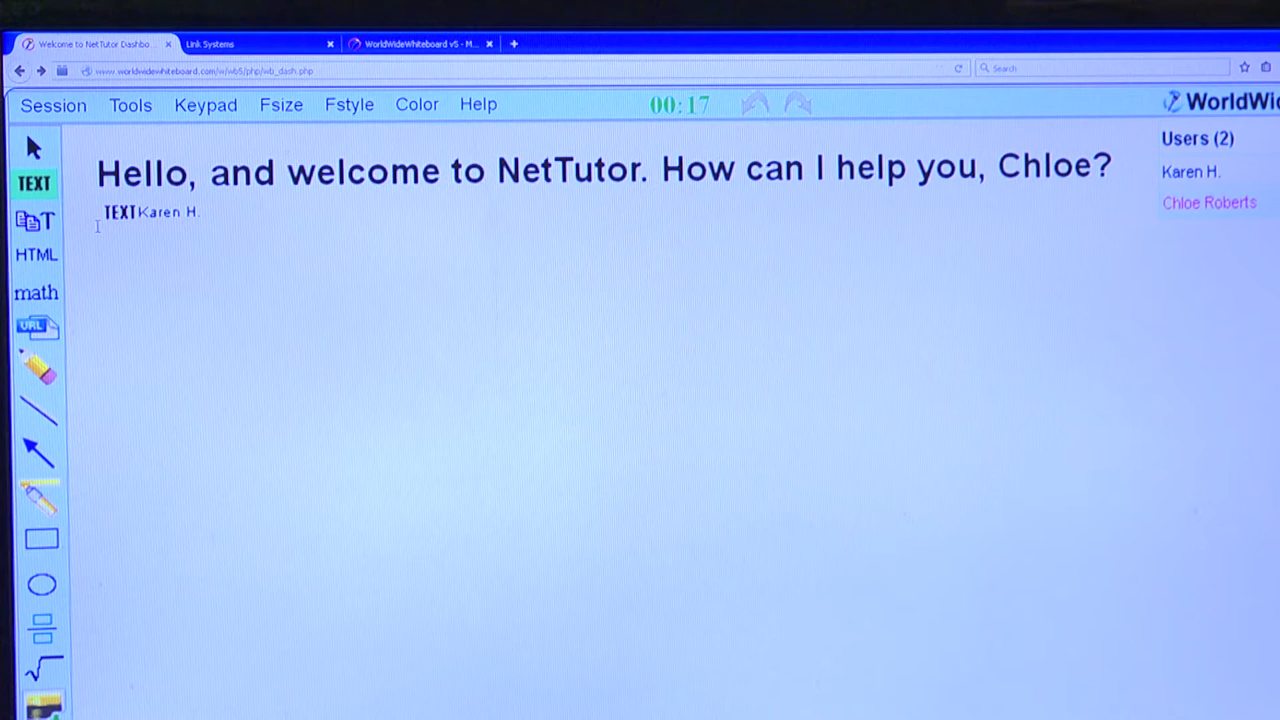 Welcome to NetTutor Dashbo...
Link Systems
WorldWideWhiteboard v5 - M...
www.worldwidewhiteboard.com/w/wb5/php/wb_dash.php
Search
Session Tools Keypad Fsize Fstyle Color Help
00:17
WorldWid
Users (2)
Karen H.
Chloe Roberts
TEXT
T
HTML
math
URL
Hello, and welcome to NetTutor. How can I help you, Chloe?
TEXT Karen H.